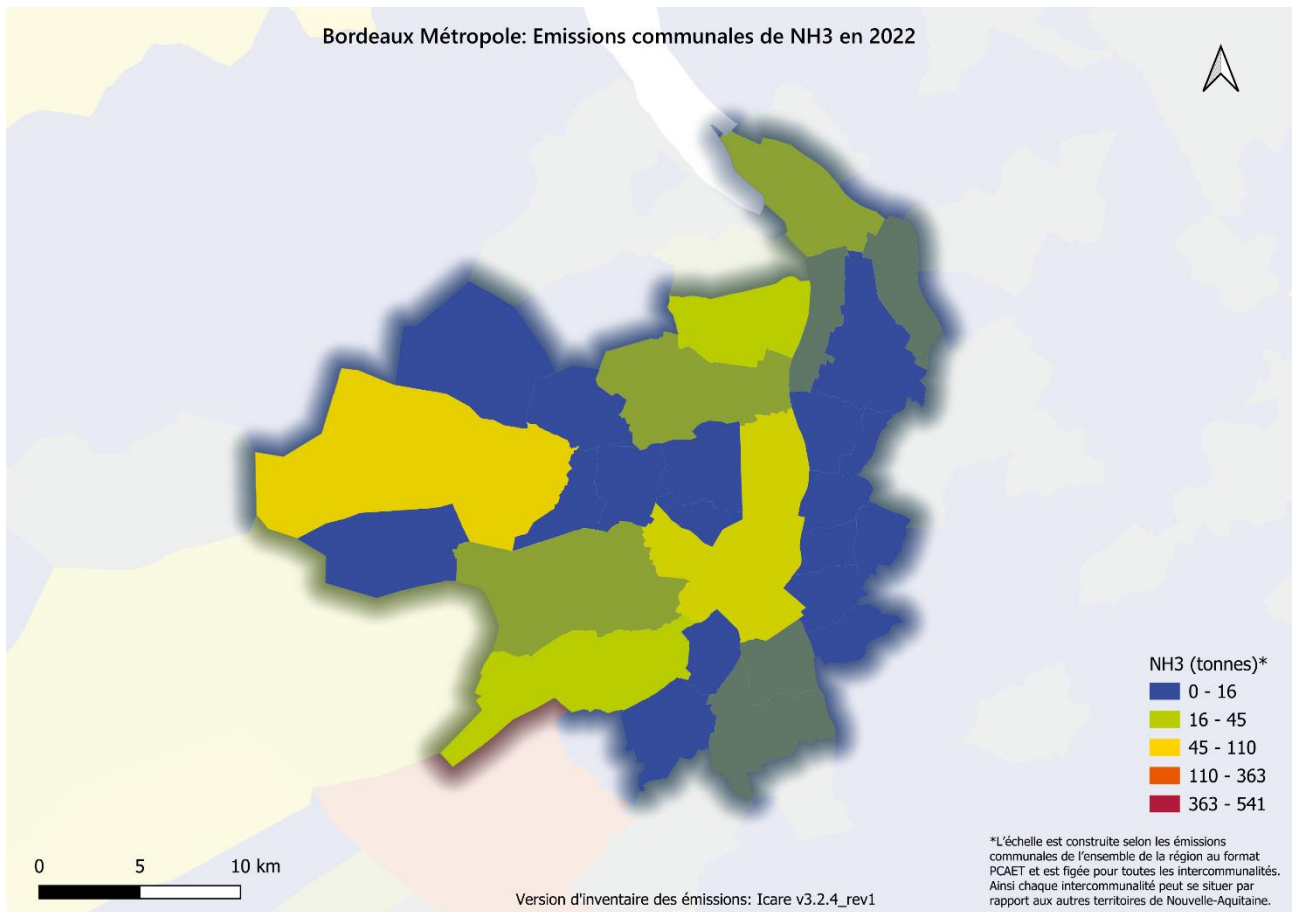 Bordeaux Métropole: Emissions communales de NH3 en 2022
NH3 (tonnes)*
0 - 16
16 - 45
45 - 110
110 - 363
363 - 541
*L'échelle est construite selon les émissions
communales de l'ensemble de la région au format
PCAET et est figée pour toutes les intercommunalités.
Ainsi chaque intercommunalité peut se situer par
rapport aux autres territoires de Nouvelle-Aquitaine.
0 5 10 km
Version d'inventaire des émissions: Icare v3.2.4_rev1